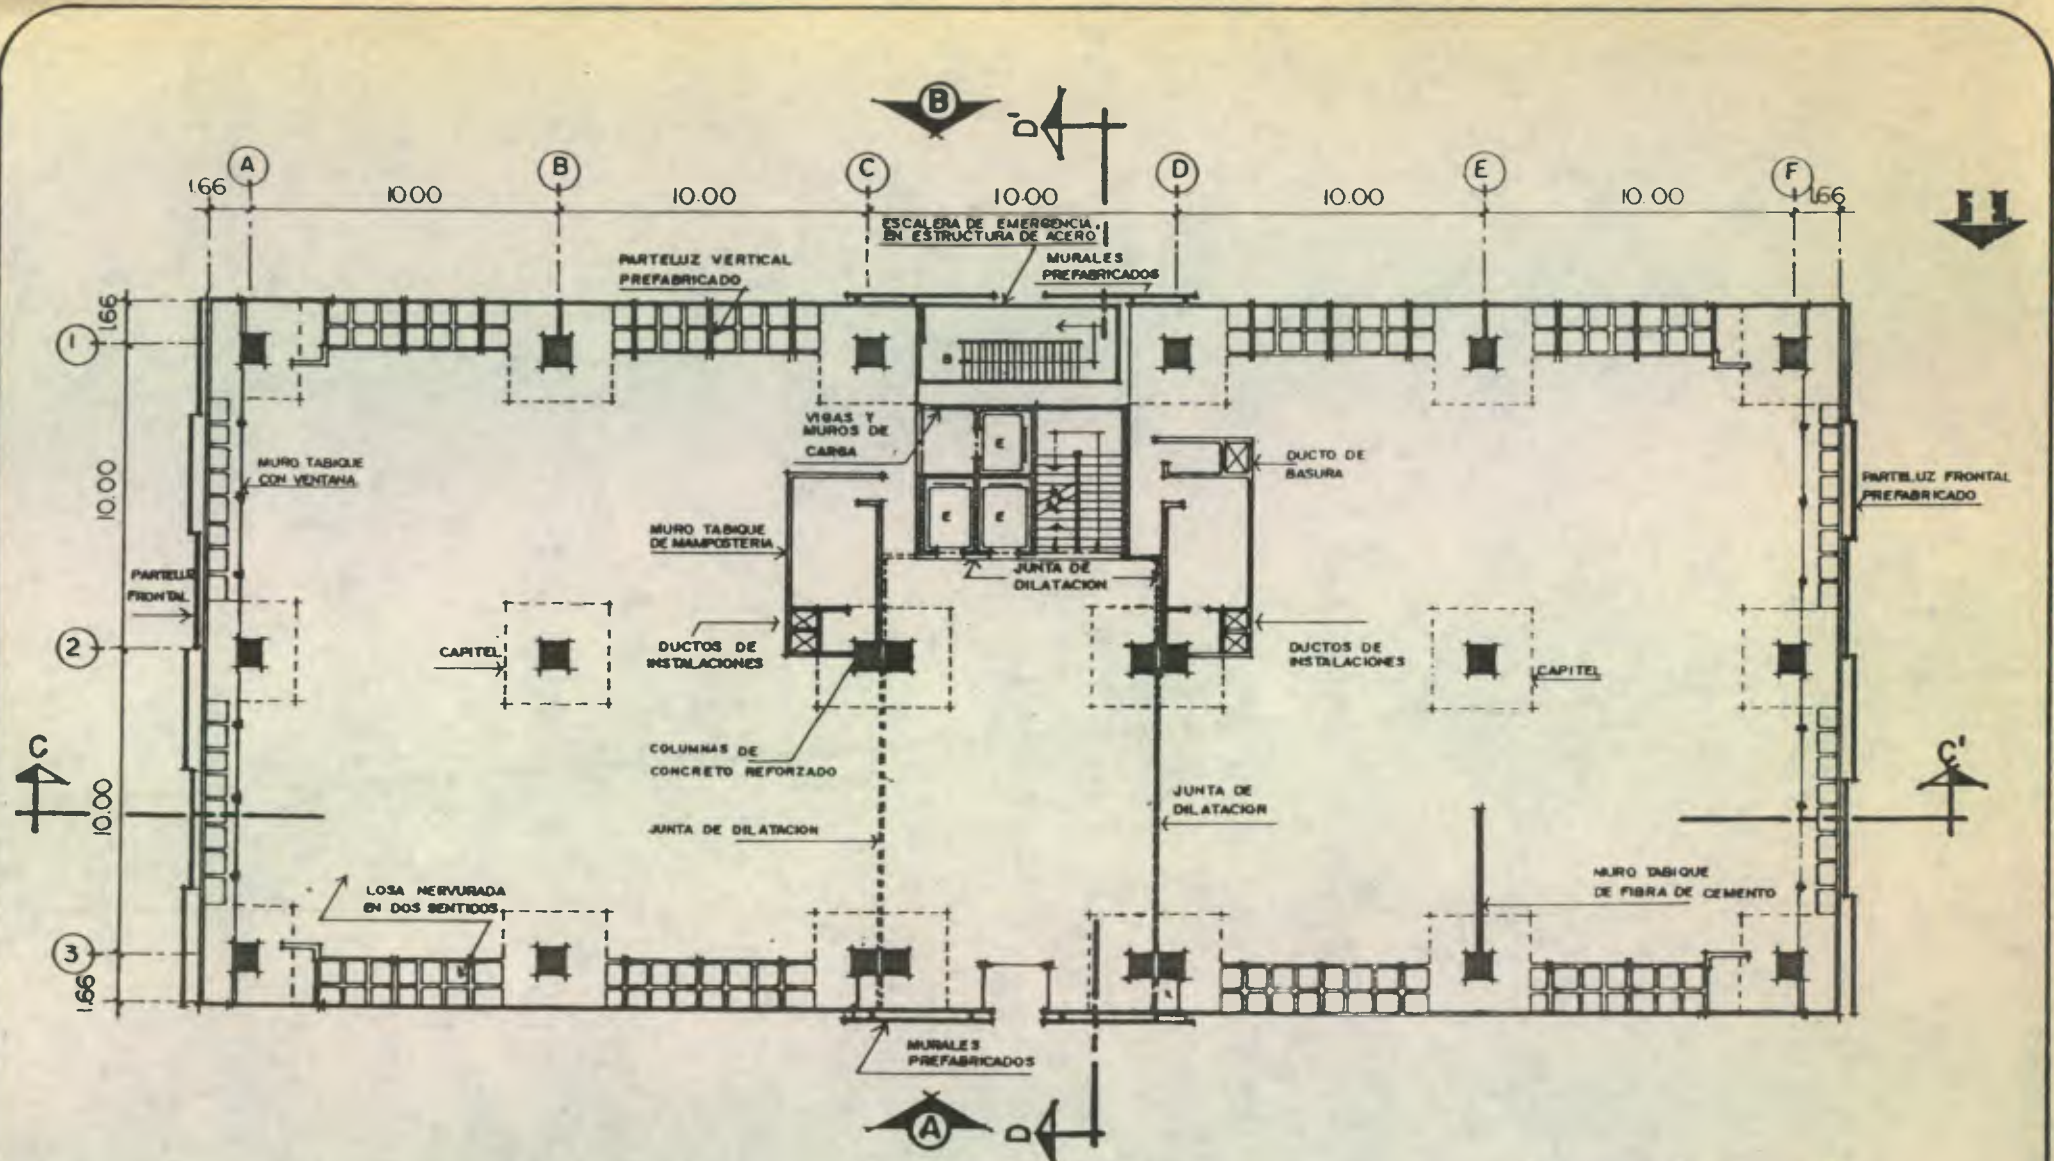 B
D'
A
B
C
D
E
F
1.66
10.00
10.00
10.00
10.00
10.00
1.66
ESCALERA DE EMERGENCIA,
EN ESTRUCTURA DE ACERO
PARTELUZ VERTICAL
PREFABRICADO
MURALES
PREFABRICADOS
1.66
1
B
VIGAS Y
MUROS DE
CARGA
E
MURO TABIQUE
CON VENTANA
DUCTO DE
BASURA
PARTELUZ FRONTAL
PREFABRICADO
10.00
E
E
MURO TABIQUE
DE MAMPOSTERIA
JUNTA DE
DILATACION
PARTELUZ
FRONTAL
2
CAPITEL
DUCTOS DE
INSTALACIONES
DUCTOS DE
INSTALACIONES
CAPITEL
C
COLUMNAS DE
CONCRETO REFORZADO
C'
10.00
JUNTA DE
DILATACION
JUNTA DE DILATACION
LOSA NERVURADA
EN DOS SENTIDOS
MURO TABIQUE
DE FIBRA DE CEMENTO
3
1.66
MURALES
PREFABRICADOS
A
D